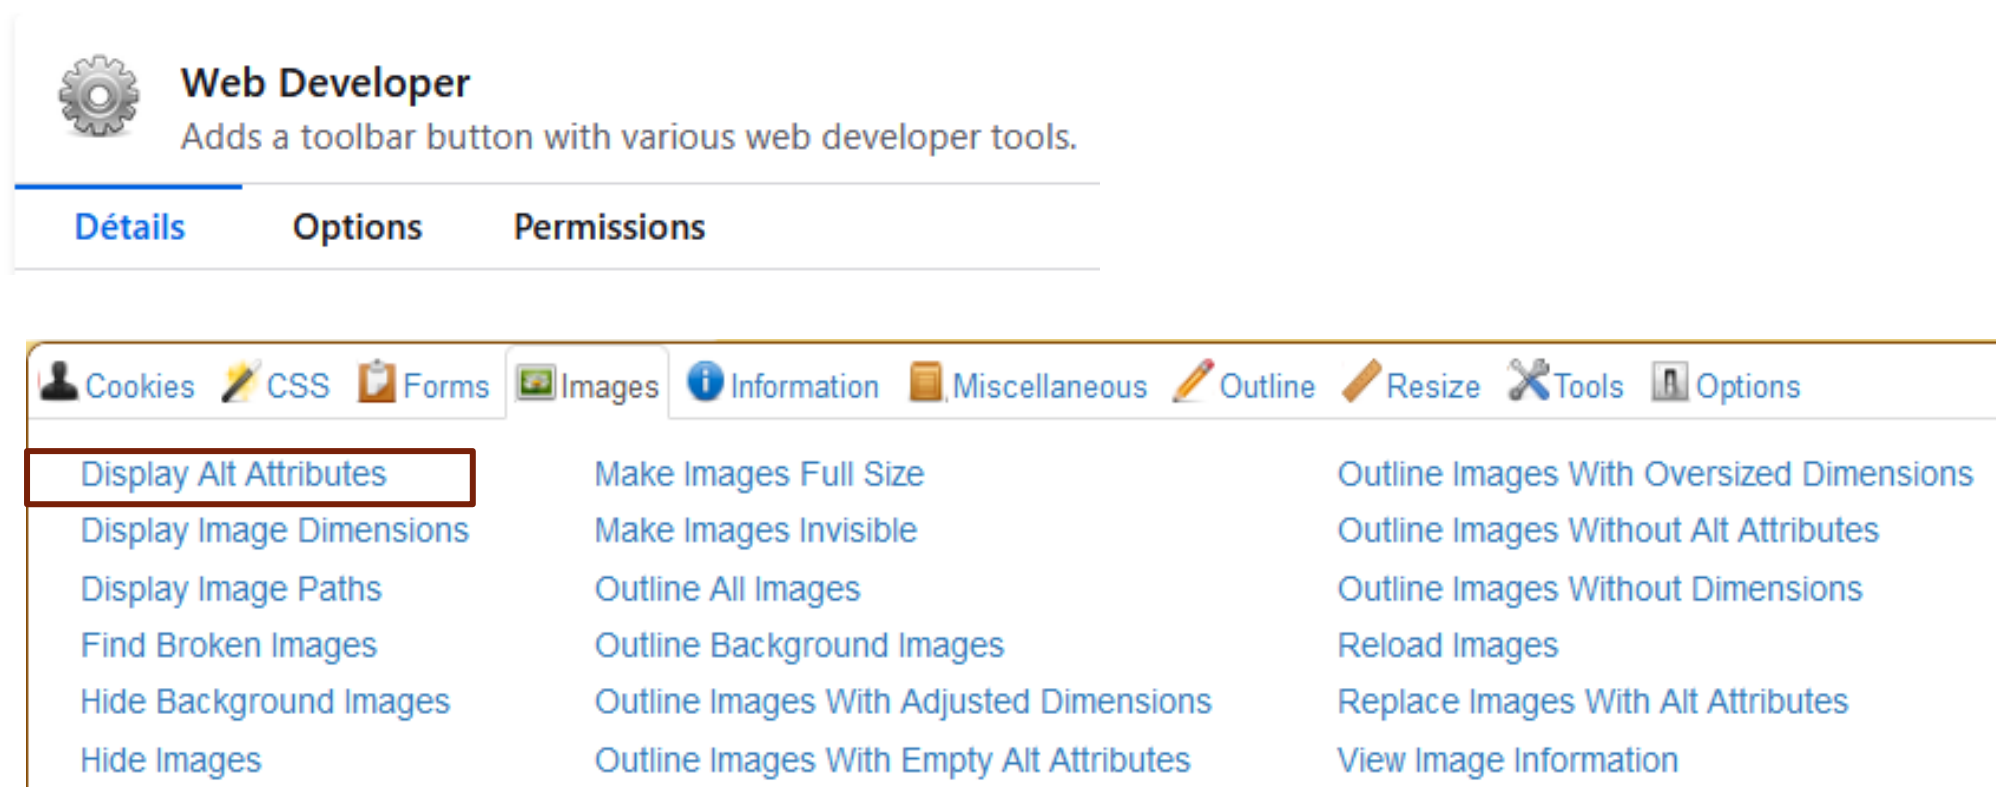 Web Developer
Adds a toolbar button with various web developer tools.
Détails Options Permissions
Cookies CSS Forms Images Information Miscellaneous Outline Resize Tools Options
Display Alt Attributes Make Images Full Size Outline Images With Oversized Dimensions
Display Image Dimensions Make Images Invisible Outline Images Without Alt Attributes
Display Image Paths Outline All Images Outline Images Without Dimensions
Find Broken Images Outline Background Images Reload Images
Hide Background Images Outline Images With Adjusted Dimensions Replace Images With Alt Attributes
Hide Images Outline Images With Empty Alt Attributes View Image Information